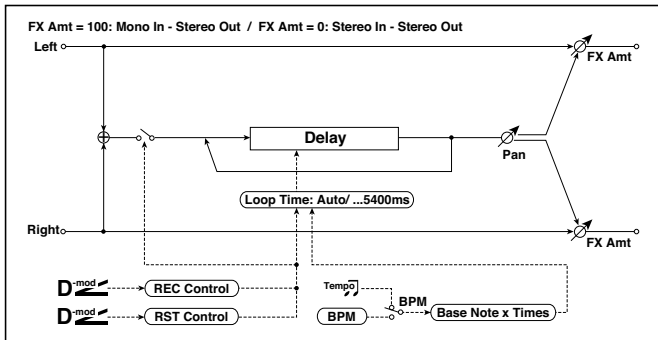 FX Amt = 100: Mono In - Stereo Out / FX Amt = 0: Stereo In - Stereo Out
Left
FX Amt
Delay
Pan
Loop Time: Auto/ ...5400ms
Right
FX Amt
D-mod
REC Control
Tempo
BPM
D-mod
RST Control
BPM
Base Note x Times